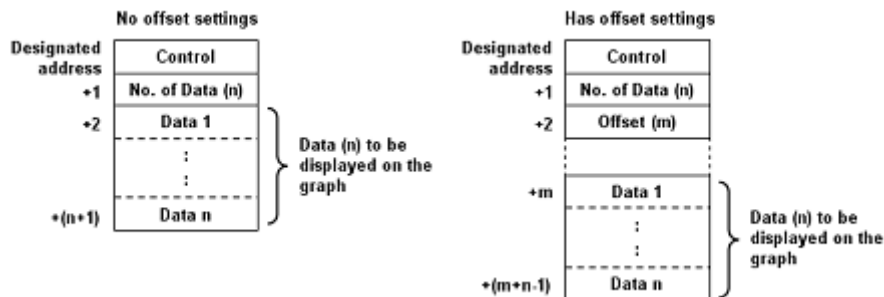 No offset settings
Designated address
Control
+1
No. of Data (n)
+2
Data 1
:
:
Data (n) to be
displayed on the
graph
+(n+1)
Data n
Has offset settings
Designated address
Control
+1
No. of Data (n)
+2
Offset (m)
+m
Data 1
:
:
Data (n) to be
displayed on the
graph
+(m+n-1)
Data n